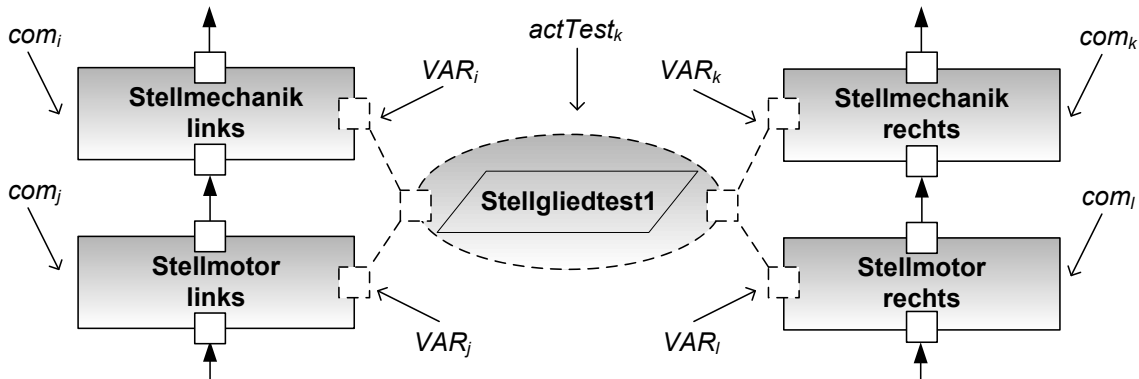 com_i
actTest_k
com_k
VAR_i
VAR_k
Stellmechanik
links
Stellmechanik
rechts
com_j
Stellgliedtest1
com_l
Stellmotor
links
Stellmotor
rechts
VAR_j
VAR_l